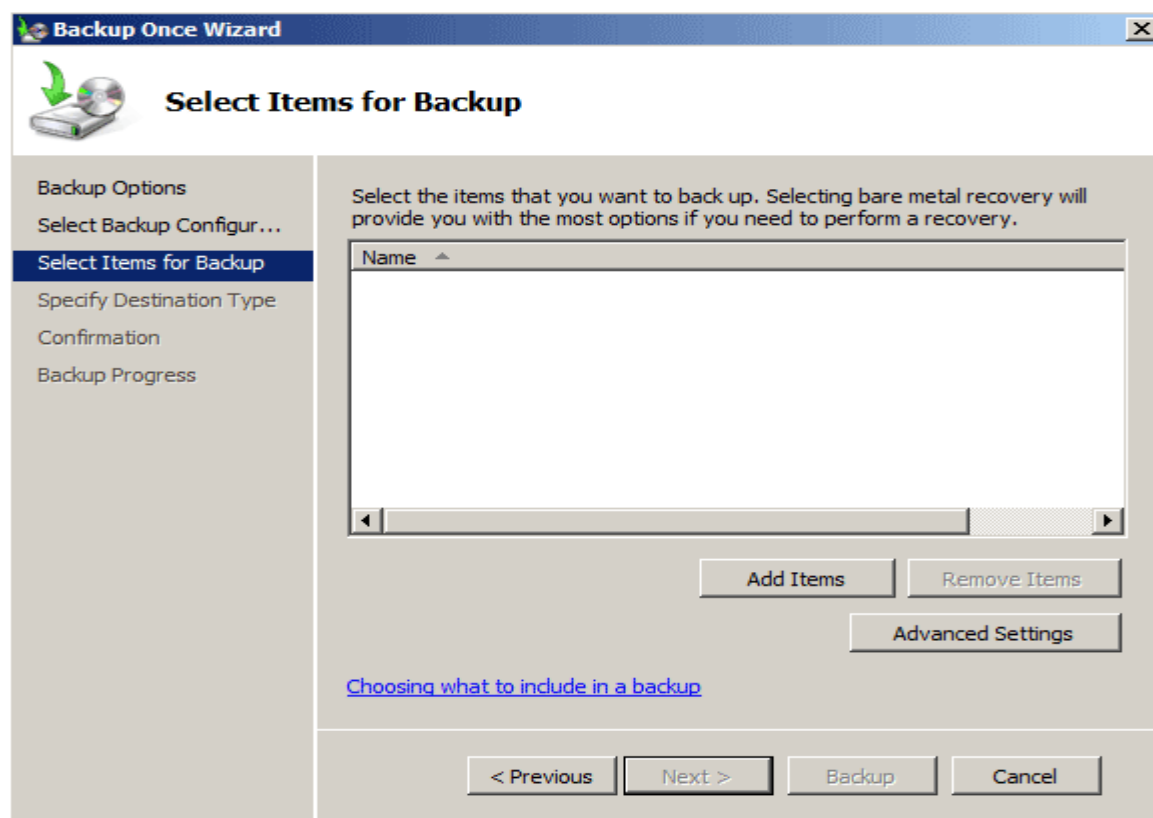 Backup Once Wizard
Select Items for Backup
Backup Options
Select Backup Configur...
Select Items for Backup
Specify Destination Type
Confirmation
Backup Progress
Select the items that you want to back up. Selecting bare metal recovery will
provide you with the most options if you need to perform a recovery.
Name
Add Items
Remove Items
Advanced Settings
Choosing what to include in a backup
< Previous
Next >
Backup
Cancel